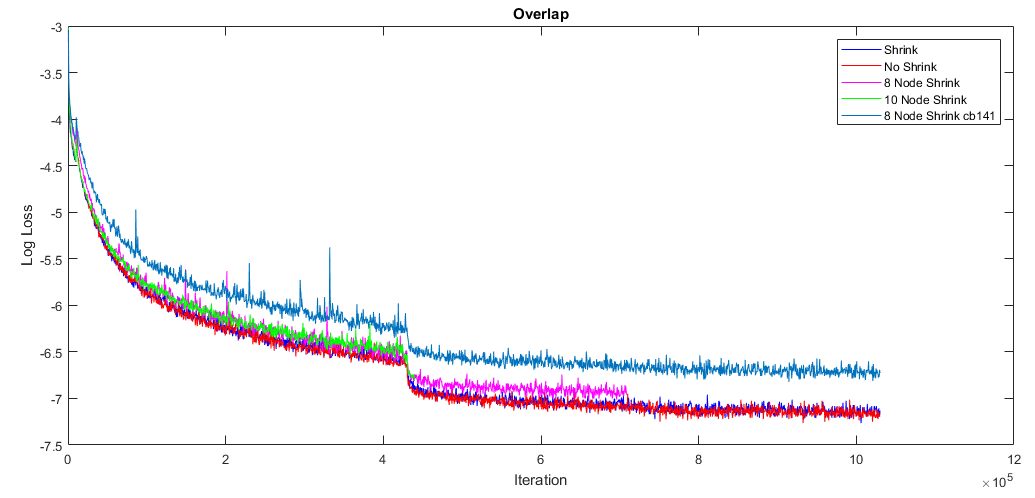 Overlap
-3
-3.5
-4
-4.5
-5
-5.5
-6
-6.5
-7
-7.5
Log Loss
Shrink
No Shrink
8 Node Shrink
10 Node Shrink
8 Node Shrink cb141
0 2 4 6 8 10 12
Iteration
×10^5